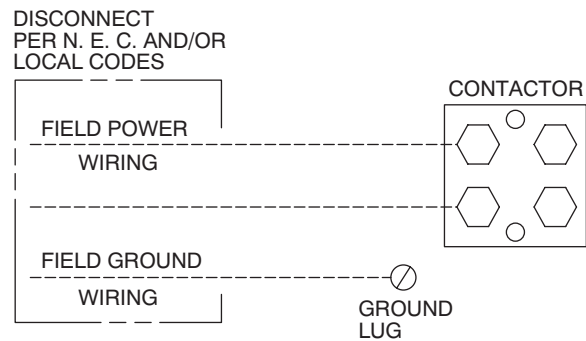 DISCONNECT
PER N. E. C. AND/OR
LOCAL CODES
CONTACTOR
FIELD POWER
WIRING
FIELD GROUND
WIRING
GROUND
LUG